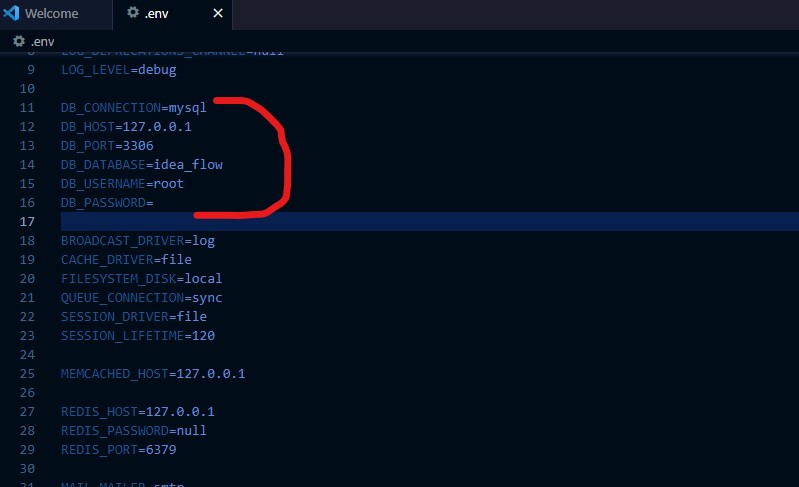 Welcome
.env
.env
8 LOG_DEPRECATIONS_CHANNEL=null
9 LOG_LEVEL=debug
10
11 DB_CONNECTION=mysql
12 DB_HOST=127.0.0.1
13 DB_PORT=3306
14 DB_DATABASE=idea_flow
15 DB_USERNAME=root
16 DB_PASSWORD=
17
18 BROADCAST_DRIVER=log
19 CACHE_DRIVER=file
20 FILESYSTEM_DISK=local
21 QUEUE_CONNECTION=sync
22 SESSION_DRIVER=file
23 SESSION_LIFETIME=120
24
25 MEMCACHED_HOST=127.0.0.1
26
27 REDIS_HOST=127.0.0.1
28 REDIS_PASSWORD=null
29 REDIS_PORT=6379
30
31 MAIL_MAILER=smtp